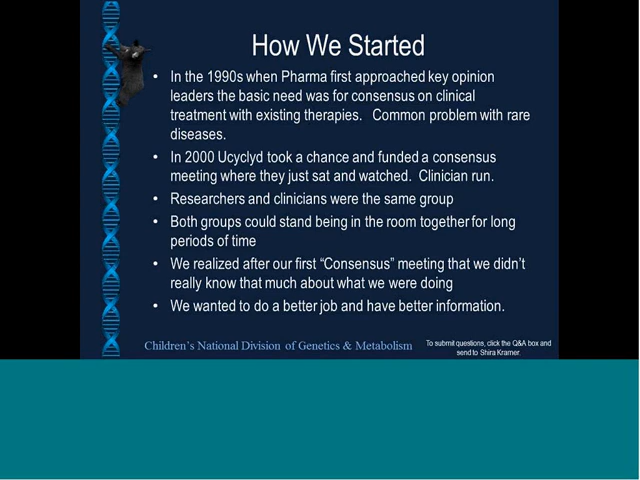 How We Started
• In the 1990s when Pharma first approached key opinion
leaders the basic need was for consensus on clinical
treatment with existing therapies. Common problem with rare
diseases.
• In 2000 Ucyclyd took a chance and funded a consensus
meeting where they just sat and watched. Clinician run.
• Researchers and clinicians were the same group
• Both groups could stand being in the room together for long
periods of time
• We realized after our first “Consensus” meeting that we didn’t
really know that much about what we were doing
• We wanted to do a better job and have better information.
Children’s National Division of Genetics & Metabolism
To submit questions, click the Q&A box and
send to Shira Kramer.